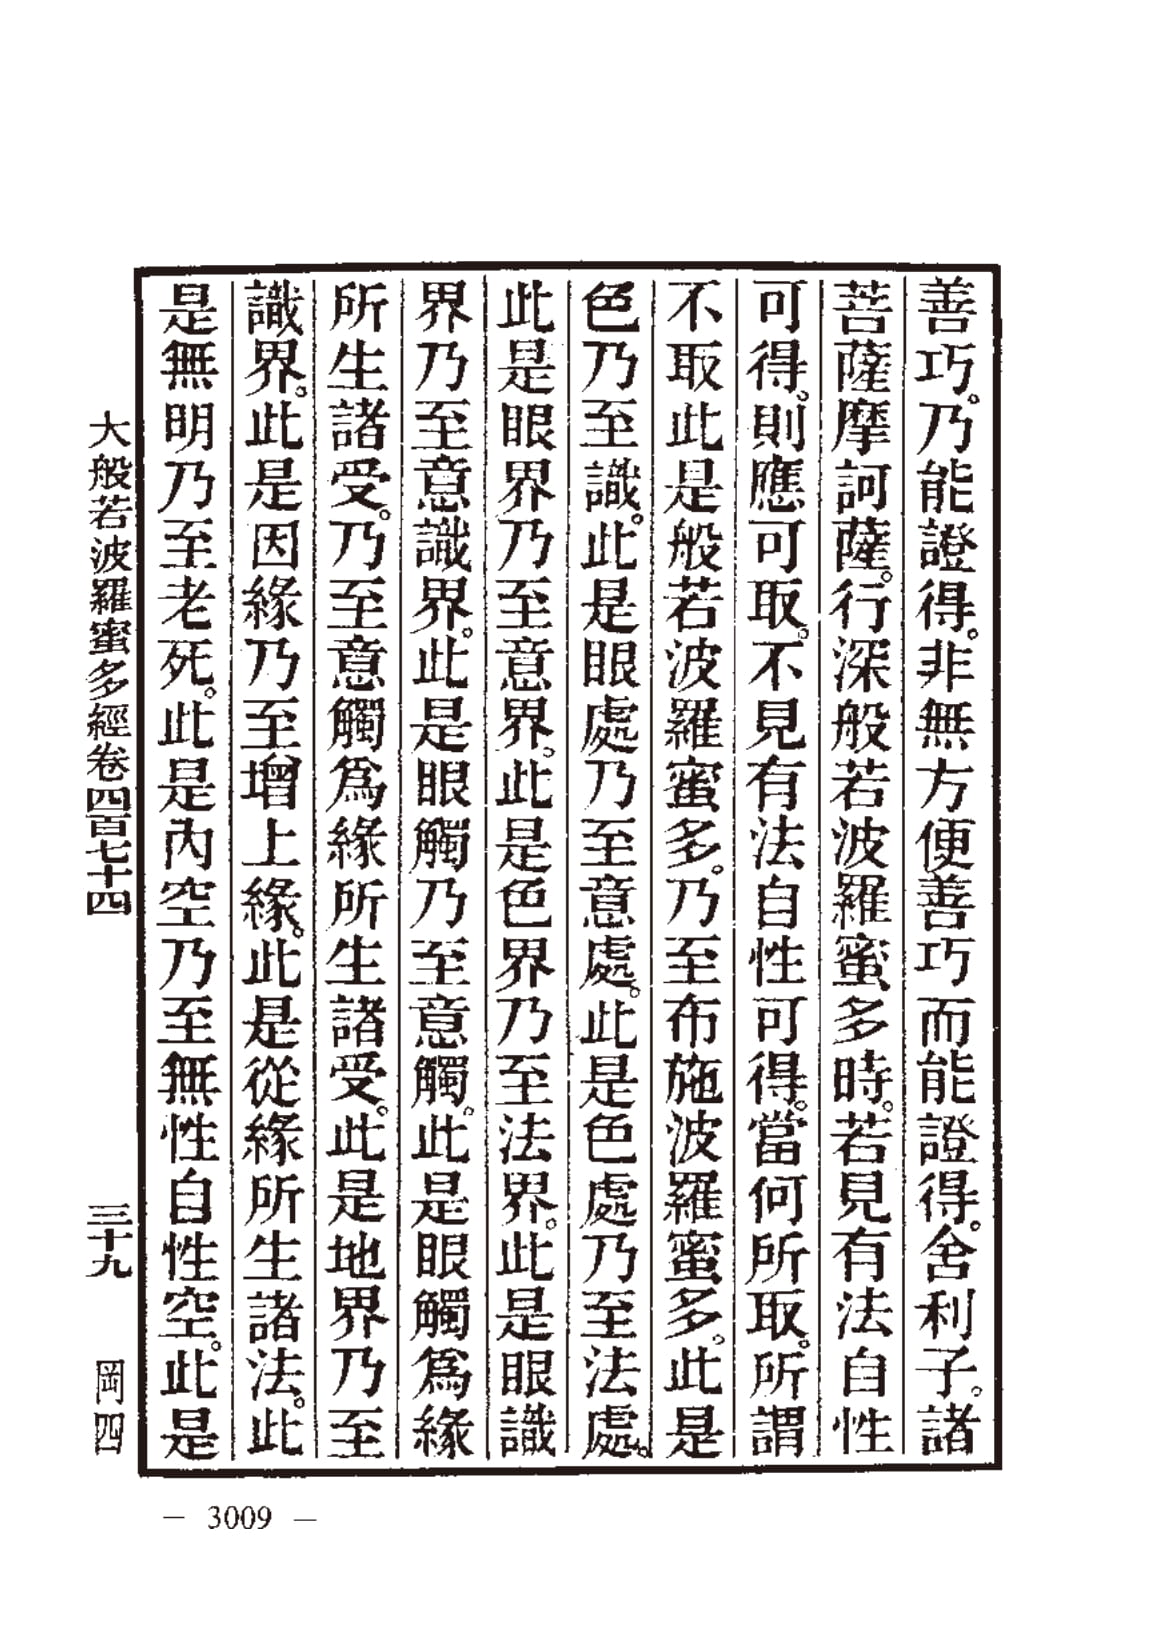 善巧。乃能證得。非無方便善巧而能證得。舍利子。諸
菩薩摩訶薩。行深般若波羅蜜多時。若見有法自性
可得。則應可取。不見有法自性可得。當何所取。所謂
不取此是般若波羅蜜多。乃至布施波羅蜜多。此是
色乃至識。此是眼處乃至意處。此是色處乃至法處。
此是眼界乃至意界。此是色界乃至法界。此是眼識
界乃至意識界。此是眼觸乃至意觸。此是眼觸爲緣
所生諸受。乃至意觸爲緣所生諸受。此是地界乃至
識界。此是因緣乃至增上緣。此是從緣所生諸法。此
是無明乃至老死。此是內空乃至無性自性空。此是
大般若波羅蜜多經卷四百七十四 三十九 岡四
— 3009 —